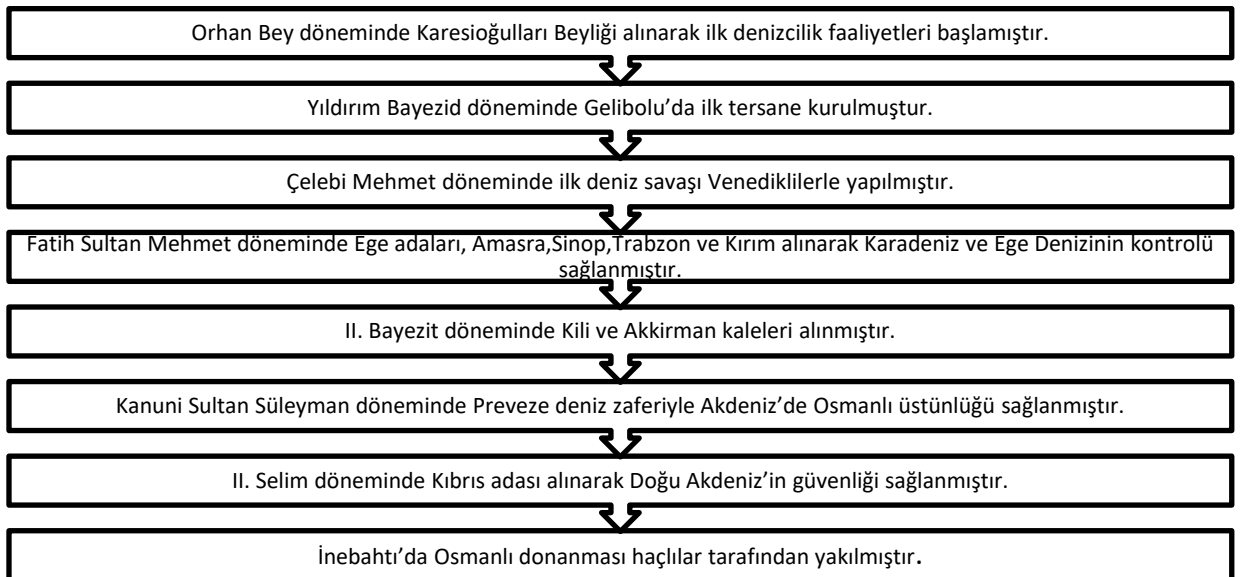 Orhan Bey döneminde Karesioğulları Beyliği alınarak ilk denizcilik faaliyetleri başlamıştır.
Yıldırım Bayezid döneminde Gelibolu’da ilk tersane kurulmuştur.
Çelebi Mehmet döneminde ilk deniz savaşı Venediklilerle yapılmıştır.
Fatih Sultan Mehmet döneminde Ege adaları, Amasra,Sinop,Trabzon ve Kırım alınarak Karadeniz ve Ege Denizinin kontrolü
sağlanmıştır.
II. Bayezit döneminde Kili ve Akkirman kaleleri alınmıştır.
Kanuni Sultan Süleyman döneminde Preveze deniz zaferiyle Akdeniz’de Osmanlı üstünlüğü sağlanmıştır.
II. Selim döneminde Kıbrıs adası alınarak Doğu Akdeniz’in güvenliği sağlanmıştır.
İnebahtı’da Osmanlı donanması haçlılar tarafından yakılmıştır.